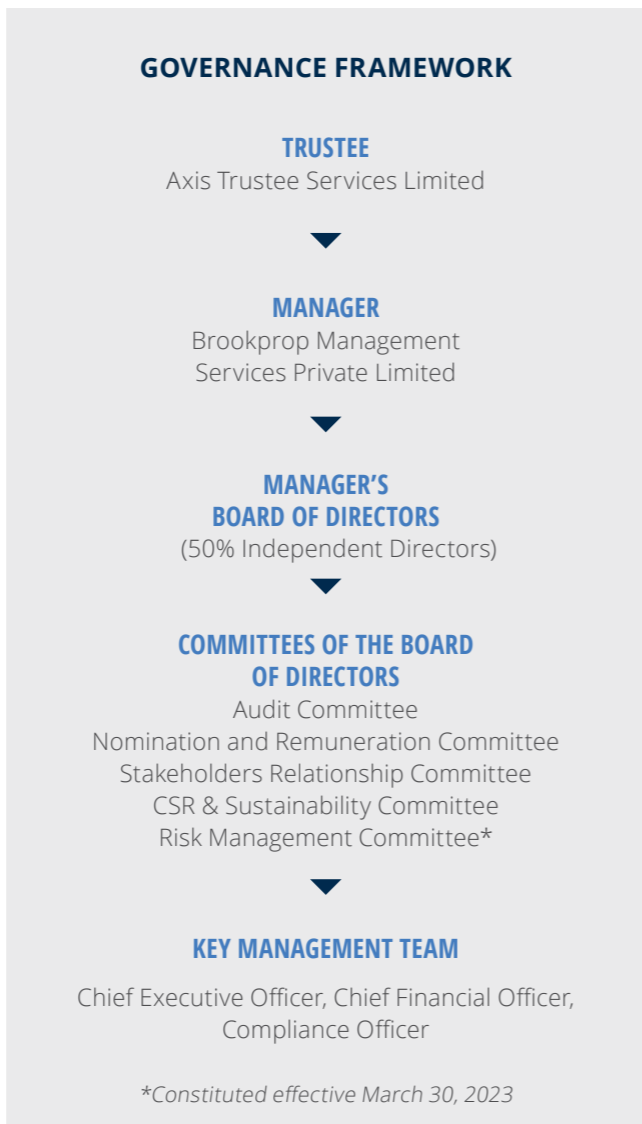 GOVERNANCE FRAMEWORK
TRUSTEE
Axis Trustee Services Limited
MANAGER
Brookprop Management
Services Private Limited
MANAGER’S
BOARD OF DIRECTORS
(50% Independent Directors)
COMMITTEES OF THE BOARD
OF DIRECTORS
Audit Committee
Nomination and Remuneration Committee
Stakeholders Relationship Committee
CSR & Sustainability Committee
Risk Management Committee*
KEY MANAGEMENT TEAM
Chief Executive Officer, Chief Financial Officer,
Compliance Officer
*Constituted effective March 30, 2023